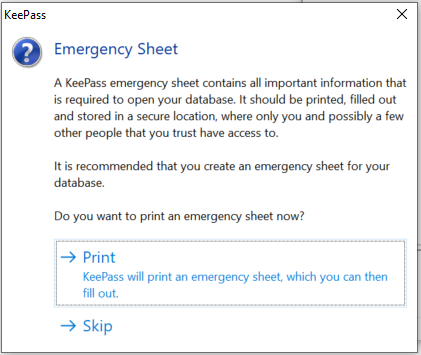 KeePass
Emergency Sheet
A KeePass emergency sheet contains all important information that
is required to open your database. It should be printed, filled out
and stored in a secure location, where only you and possibly a few
other people that you trust have access to.
It is recommended that you create an emergency sheet for your
database.
Do you want to print an emergency sheet now?
Print
KeePass will print an emergency sheet, which you can then
fill out.
Skip